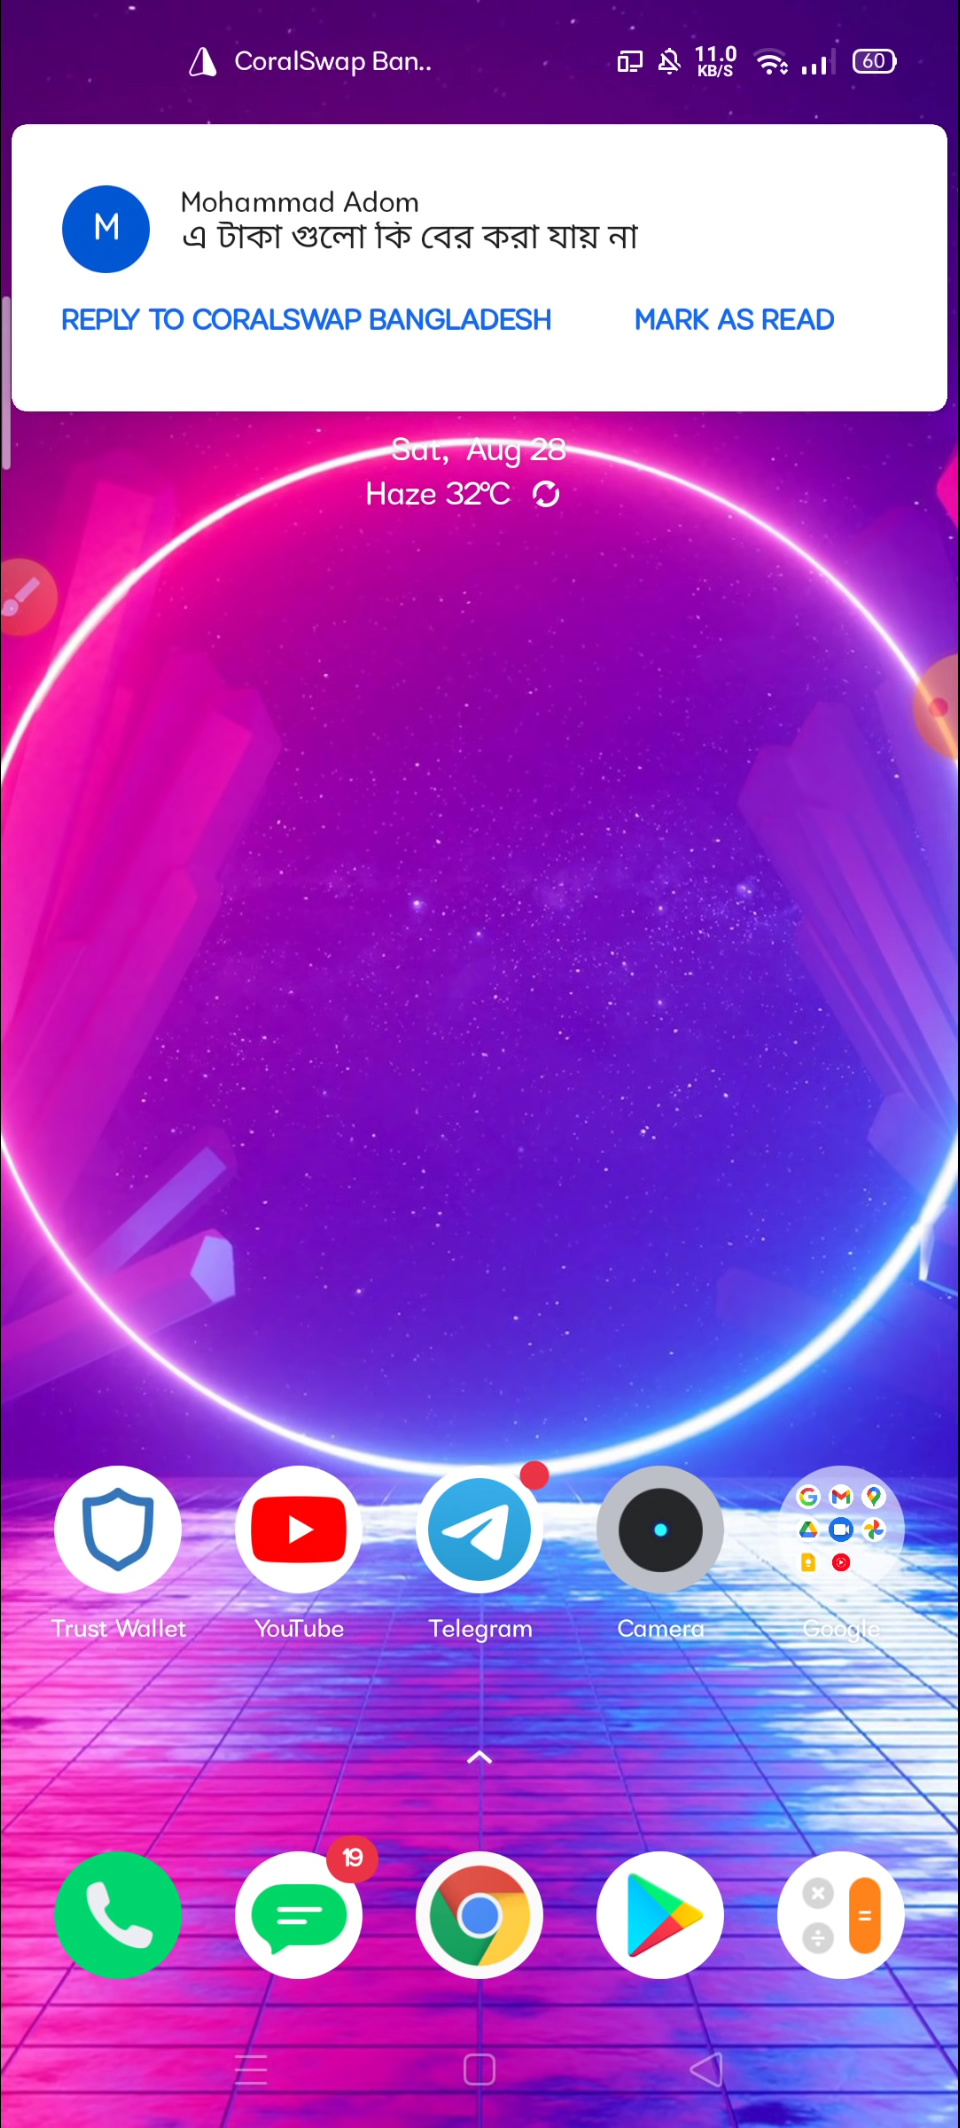 CoralSwap Ban..
11.0
KB/S
60
M
Mohammad Adom
এ টাকা গুলো কি বের করা যায় না
REPLY TO CORALSWAP BANGLADESH MARK AS READ
Sat, Aug 28
Haze 32°C
Trust Wallet YouTube Telegram Camera Google
19